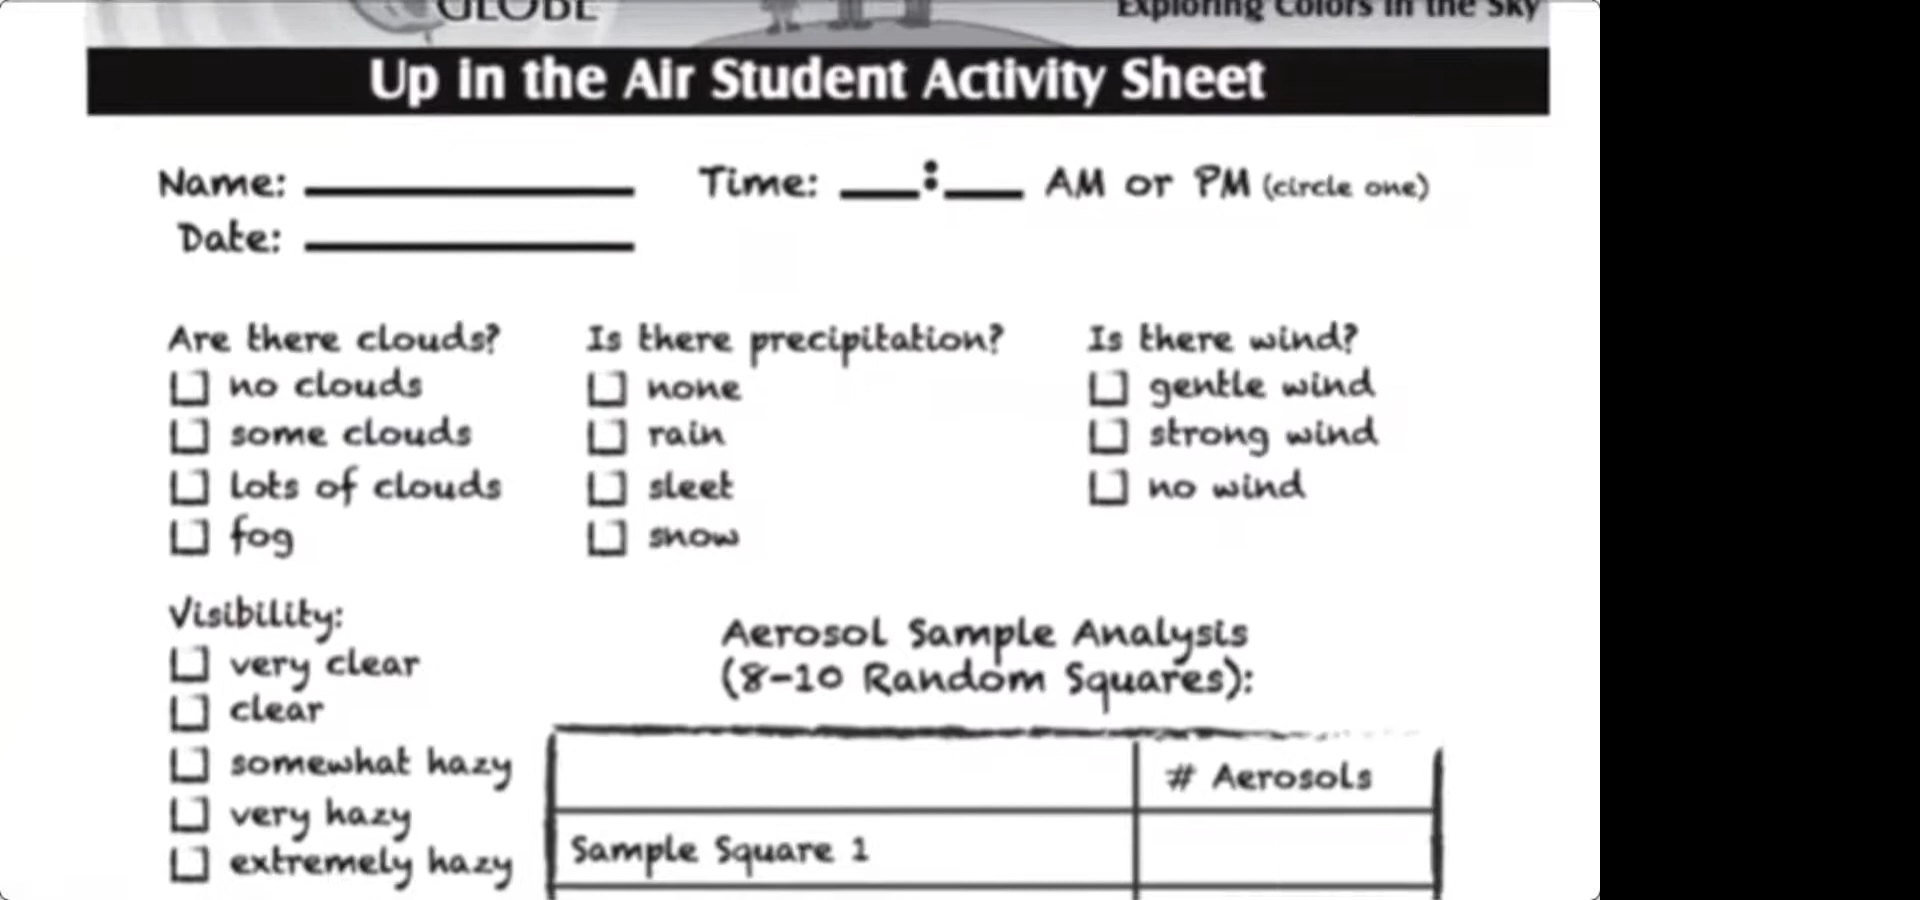 GLOBE
Exploring Colors in the Sky
Up in the Air Student Activity Sheet
Name:
Time: __:__ AM or PM (circle one)
Date:
Are there clouds?
no clouds
some clouds
lots of clouds
fog
Is there precipitation?
none
rain
sleet
snow
Is there wind?
gentle wind
strong wind
no wind
Visibility:
very clear
clear
somewhat hazy
very hazy
extremely hazy
Aerosol Sample Analysis
(8-10 Random Squares):
# Aerosols
Sample Square 1